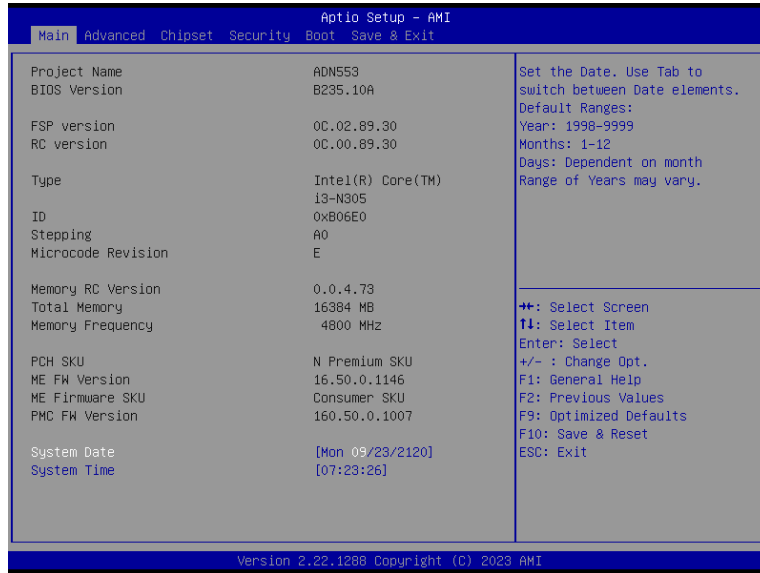 Aptio Setup – AMI
Main Advanced Chipset Security Boot Save & Exit
Project Name ADN553
BIOS Version B235.10A
FSP version 0C.02.89.30
RC version 0C.00.89.30
Type Intel(R) Core(TM)
i3-N305
ID 0xB06E0
Stepping A0
Microcode Revision E
Memory RC Version 0.0.4.73
Total Memory 16384 MB
Memory Frequency 4800 MHz
PCH SKU N Premium SKU
ME FW Version 16.50.0.1146
ME Firmware SKU Consumer SKU
PMC FW Version 160.50.0.1007
System Date [Mon 09/23/2120]
System Time [07:23:26]
Set the Date. Use Tab to
switch between Date elements.
Default Ranges:
Year: 1998-9999
Months: 1-12
Days: Dependent on month
Range of Years may vary.
→←: Select Screen
↑↓: Select Item
Enter: Select
+/- : Change Opt.
F1: General Help
F2: Previous Values
F9: Optimized Defaults
F10: Save & Reset
ESC: Exit
Version 2.22.1288 Copyright (C) 2023 AMI